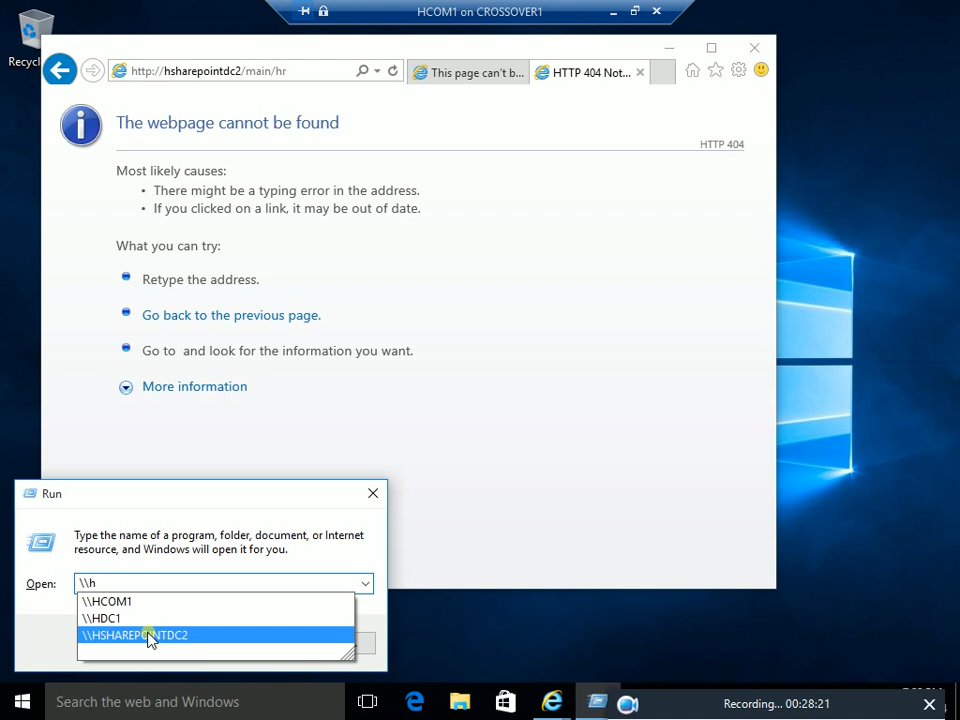 HCOM1 on CROSSOVER1
Recycl
http://hsharepointdc2/main/hr
This page can't b...
HTTP 404 Not...
The webpage cannot be found
HTTP 404
Most likely causes:
• There might be a typing error in the address.
• If you clicked on a link, it may be out of date.
What you can try:
Retype the address.
Go back to the previous page.
Go to  and look for the information you want.
More information
Run
Type the name of a program, folder, document, or Internet
resource, and Windows will open it for you.
Open:
\\h
\\HCOM1
\\HDC1
\\HSHAREPOINTDC2
Search the web and Windows
Recording... 00:28:21